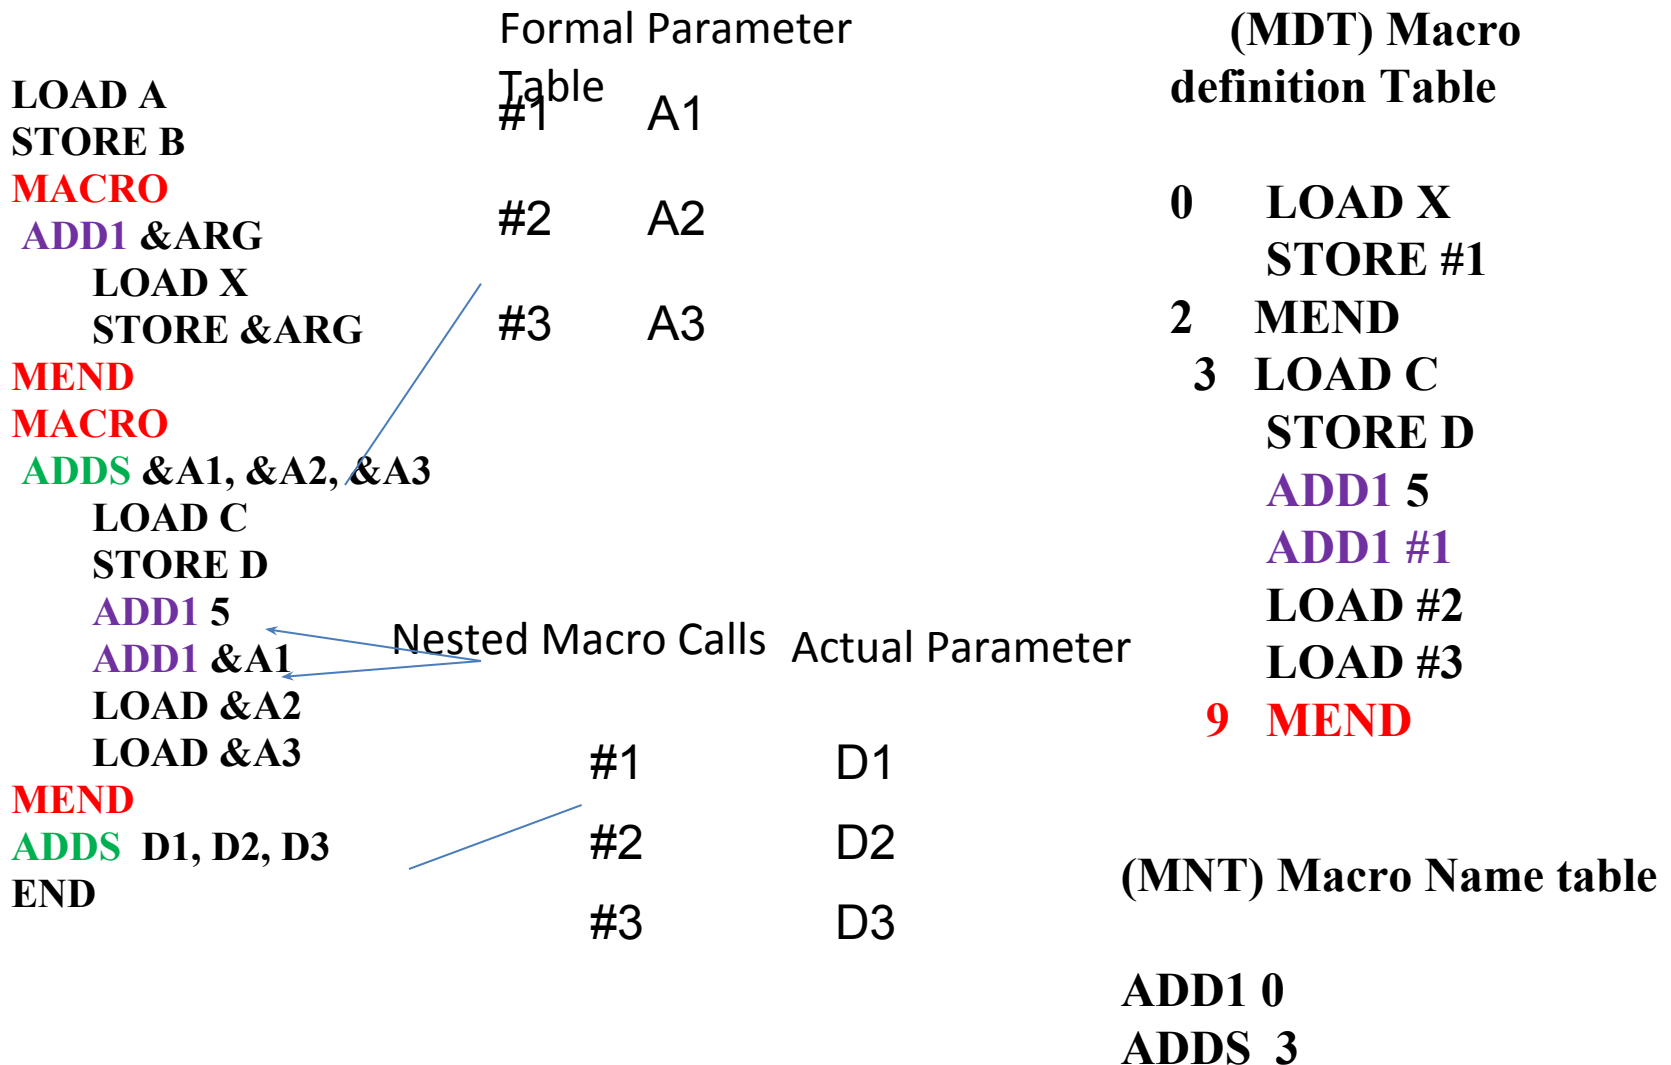 LOAD A
STORE B
MACRO
ADD1 &ARG
LOAD X
STORE &ARG
MEND
MACRO
ADDS &A1, &A2, &A3
LOAD C
STORE D
ADD1 5
ADD1 &A1
LOAD &A2
LOAD &A3
MEND
ADDS D1, D2, D3
END
Formal Parameter
Table
#1 A1
#2 A2
#3 A3
Nested Macro Calls
Actual Parameter
#1 D1
#2 D2
#3 D3
(MDT) Macro
definition Table
0 LOAD X
STORE #1
2 MEND
3 LOAD C
STORE D
ADD1 5
ADD1 #1
LOAD #2
LOAD #3
9 MEND
(MNT) Macro Name table
ADD1 0
ADDS 3